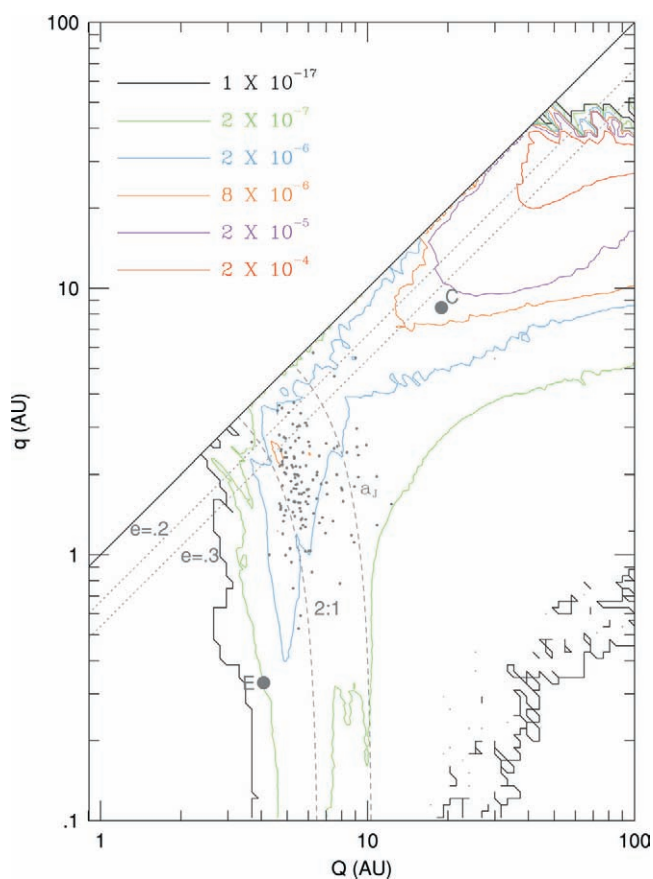 100
1 X 10⁻¹⁷
2 X 10⁻⁷
2 X 10⁻⁶
8 X 10⁻⁶
2 X 10⁻⁵
2 X 10⁻⁴
10
C
q (AU)
aⱼ
e=.2
1
e=.3
2:1
E
.1
1
10
100
Q (AU)